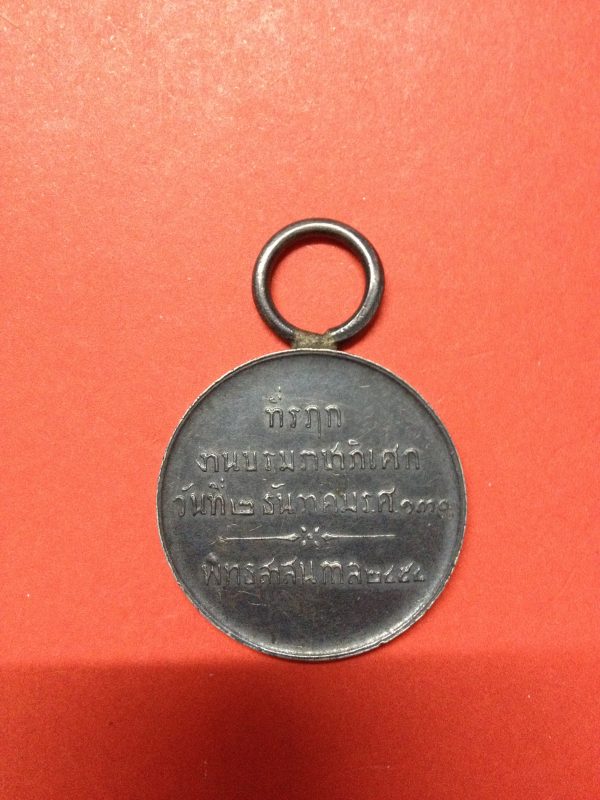 ที่รฦก
งานบรมราชาภิเศก
วันที่ ๒ ธันวาคม ร.ศ. ๑๓๐
พุทธสาสนกาล ๒๔๕๔